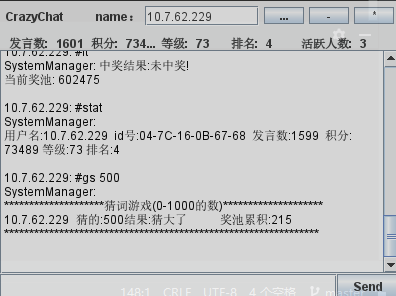 CrazyChat name: 10.7.62.229 ... - *
发言数: 1601 积分: 734... 等级: 73 排名: 4 活跃人数: 3
10.7.62.229: #lt
SystemManager: 中奖结果:未中奖!
当前奖池: 602475
10.7.62.229: #stat
SystemManager:
用户名:10.7.62.229 id号:04-7C-16-0B-67-68 发言数:1599 积分:
73489 等级:73 排名:4
10.7.62.229: #gs 500
SystemManager:
********************猜词游戏(0-1000的数)********************
10.7.62.229 猜的:500结果:猜大了 奖池累积:215
***************************************************************
148:1 CRLF UTF-8 4 个空格
Send